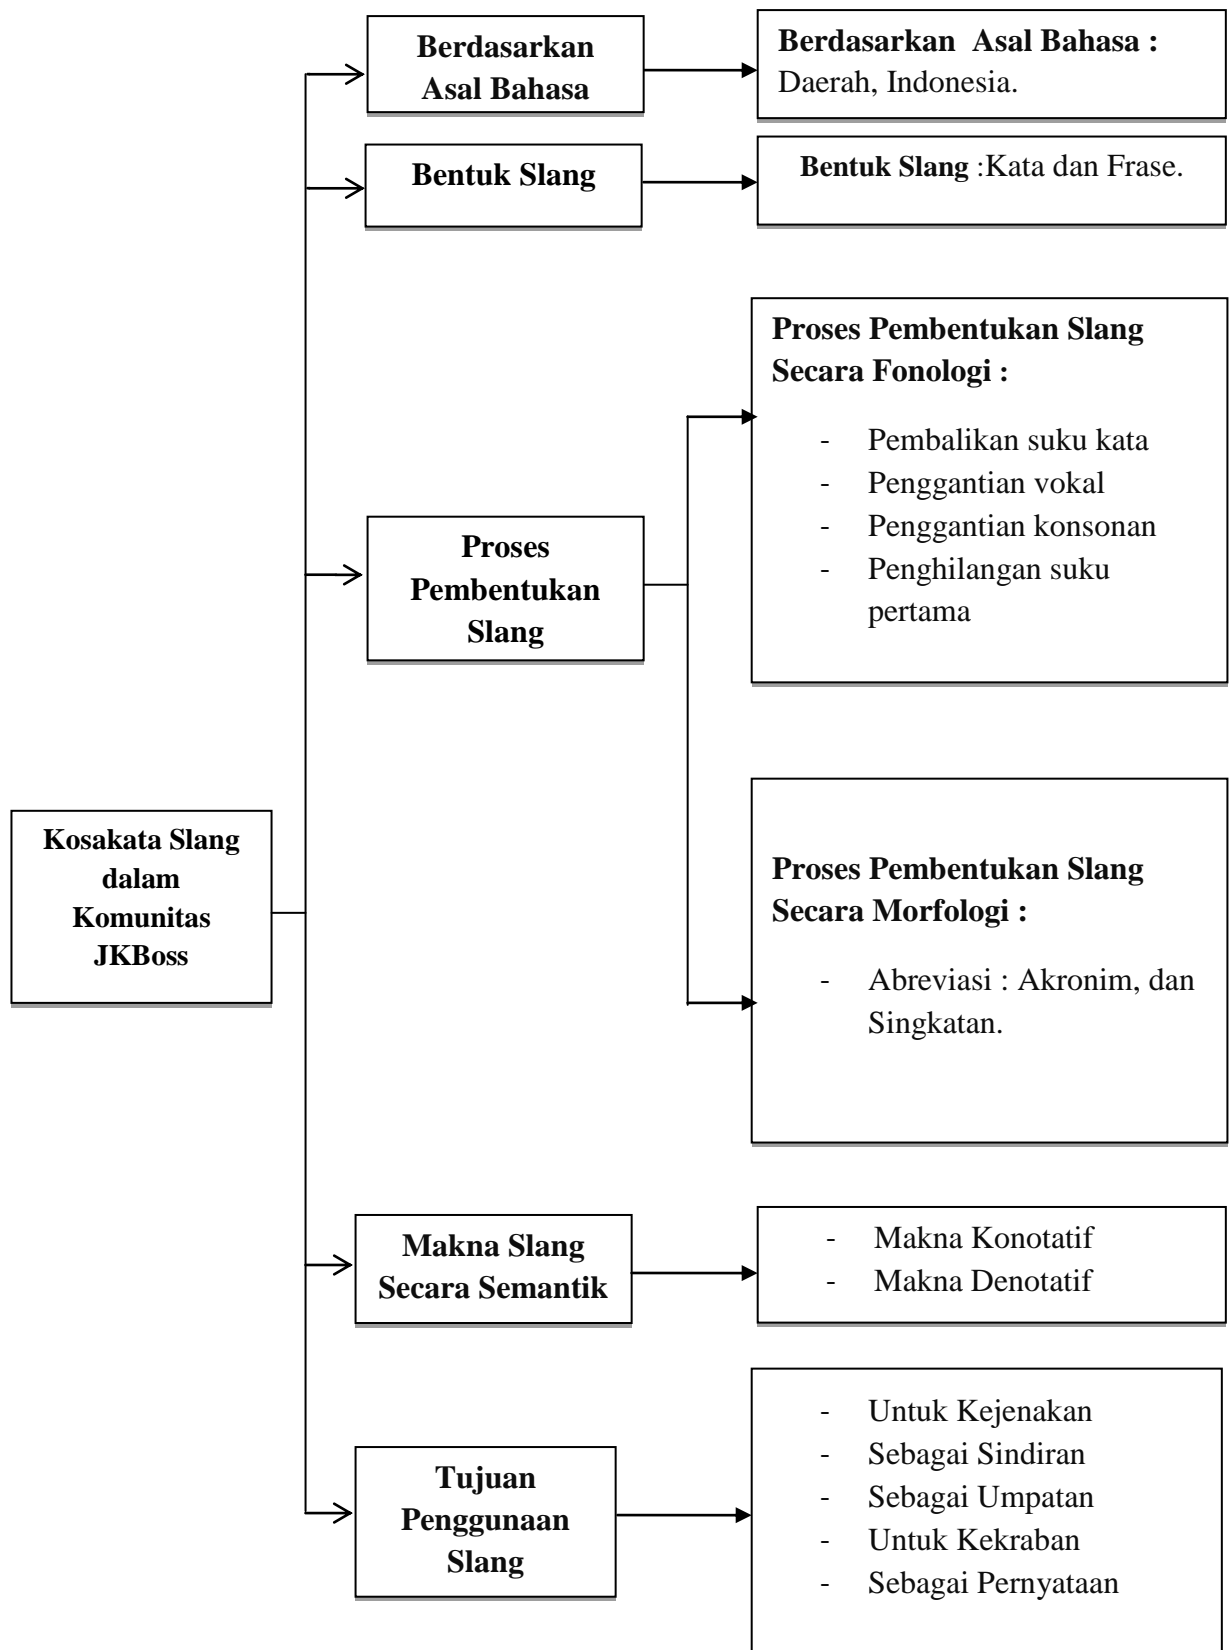 Berdasarkan
Asal Bahasa
Berdasarkan Asal Bahasa :
Daerah, Indonesia.
Bentuk Slang
Bentuk Slang :Kata dan Frase.
Proses Pembentukan Slang
Secara Fonologi :
- Pembalikan suku kata
- Penggantian vokal
- Penggantian konsonan
- Penghilangan suku
pertama
Proses
Pembentukan
Slang
Kosakata Slang
dalam
Komunitas
JKBoss
Proses Pembentukan Slang
Secara Morfologi :
- Abreviasi : Akronim, dan
Singkatan.
Makna Slang
Secara Semantik
- Makna Konotatif
- Makna Denotatif
Tujuan
Penggunaan
Slang
- Untuk Kejenakan
- Sebagai Sindiran
- Sebagai Umpatan
- Untuk Kekraban
- Sebagai Pernyataan